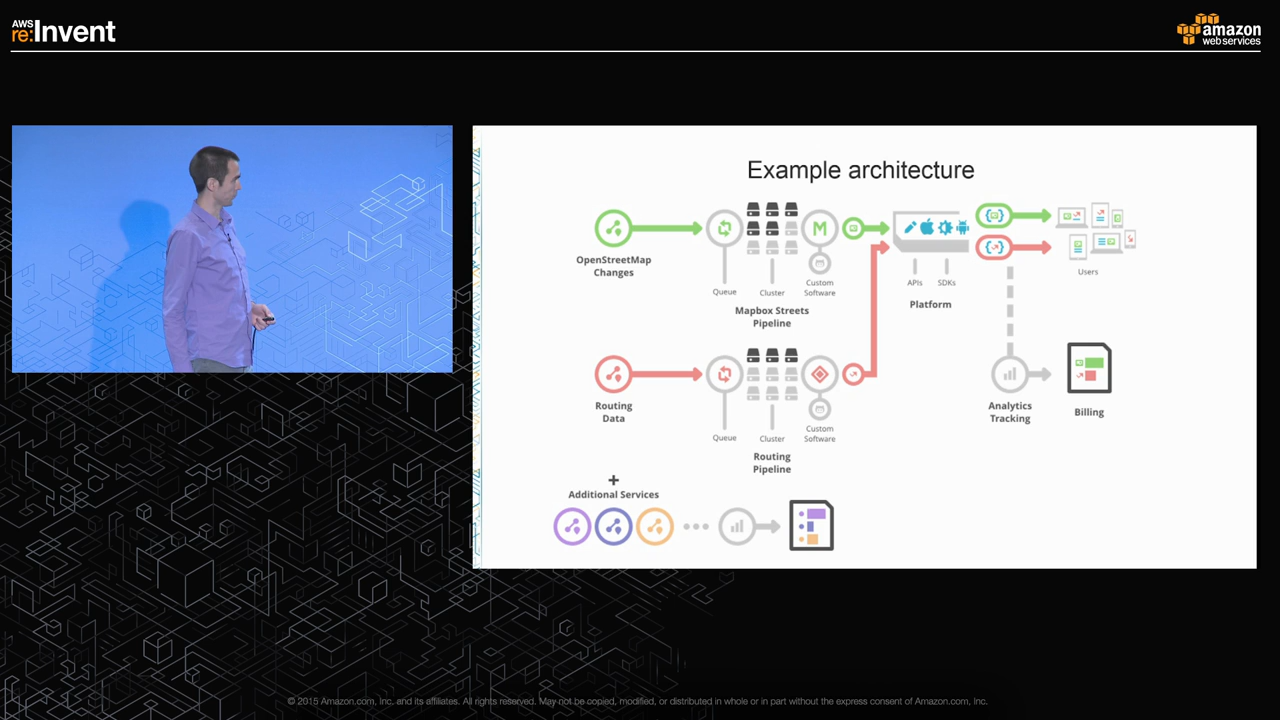 AWS
re:Invent
amazon
web services
Example architecture
OpenStreetMap
Changes
Queue
Cluster
M
Custom
Software
Mapbox Streets
Pipeline
APIs
SDKs
Platform
Users
Routing
Data
Queue
Cluster
Custom
Software
Routing
Pipeline
Analytics
Tracking
Billing
+
Additional Services
© 2015 Amazon.com, Inc. and its affiliates. All rights reserved. May not be copied, modified, or distributed in whole or in part without the express consent of Amazon.com, Inc.